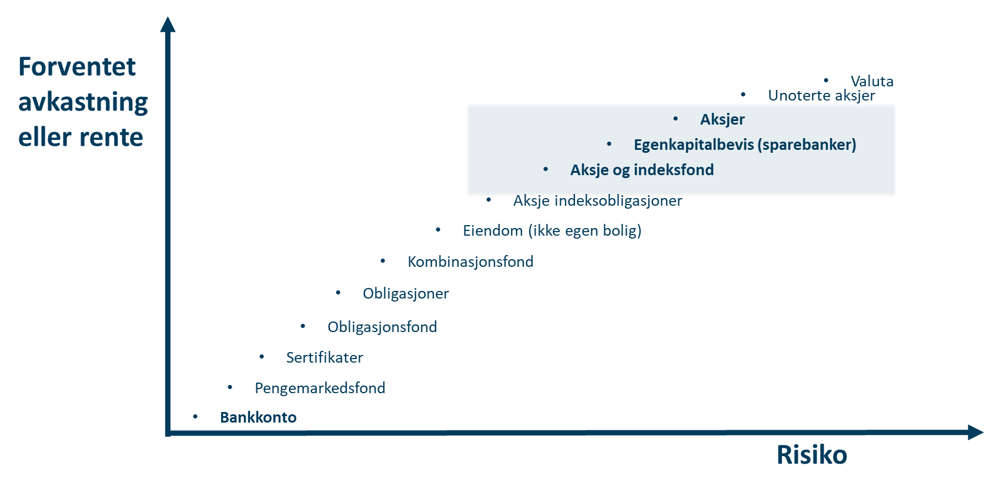 Forventet
avkastning
eller rente
• Valuta
• Unoterte aksjer
• Aksjer
• Egenkapitalbevis (sparebanker)
• Aksje og indeksfond
• Aksje indeksobligasjoner
• Eiendom (ikke egen bolig)
• Kombinasjonsfond
• Obligasjoner
• Obligasjonsfond
• Sertifikater
• Pengemarkedsfond
• Bankkonto
Risiko